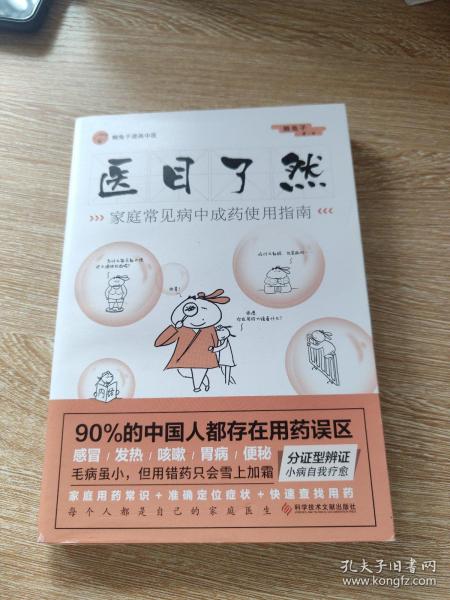 懒兔子漫画中医
懒兔子
医目了然
>>> 家庭常见病中成药使用指南 <<<
90%的中国人都存在用药误区
感冒/发热/咳嗽/胃病/便秘
毛病虽小,但用错药只会雪上加霜
分证型辨证
小病自我疗愈
家庭用药常识+准确定位症状+快速查找用药
每个人都是自己的家庭医生
科学技术文献出版社
孔夫子旧书网
www.kongfz.com